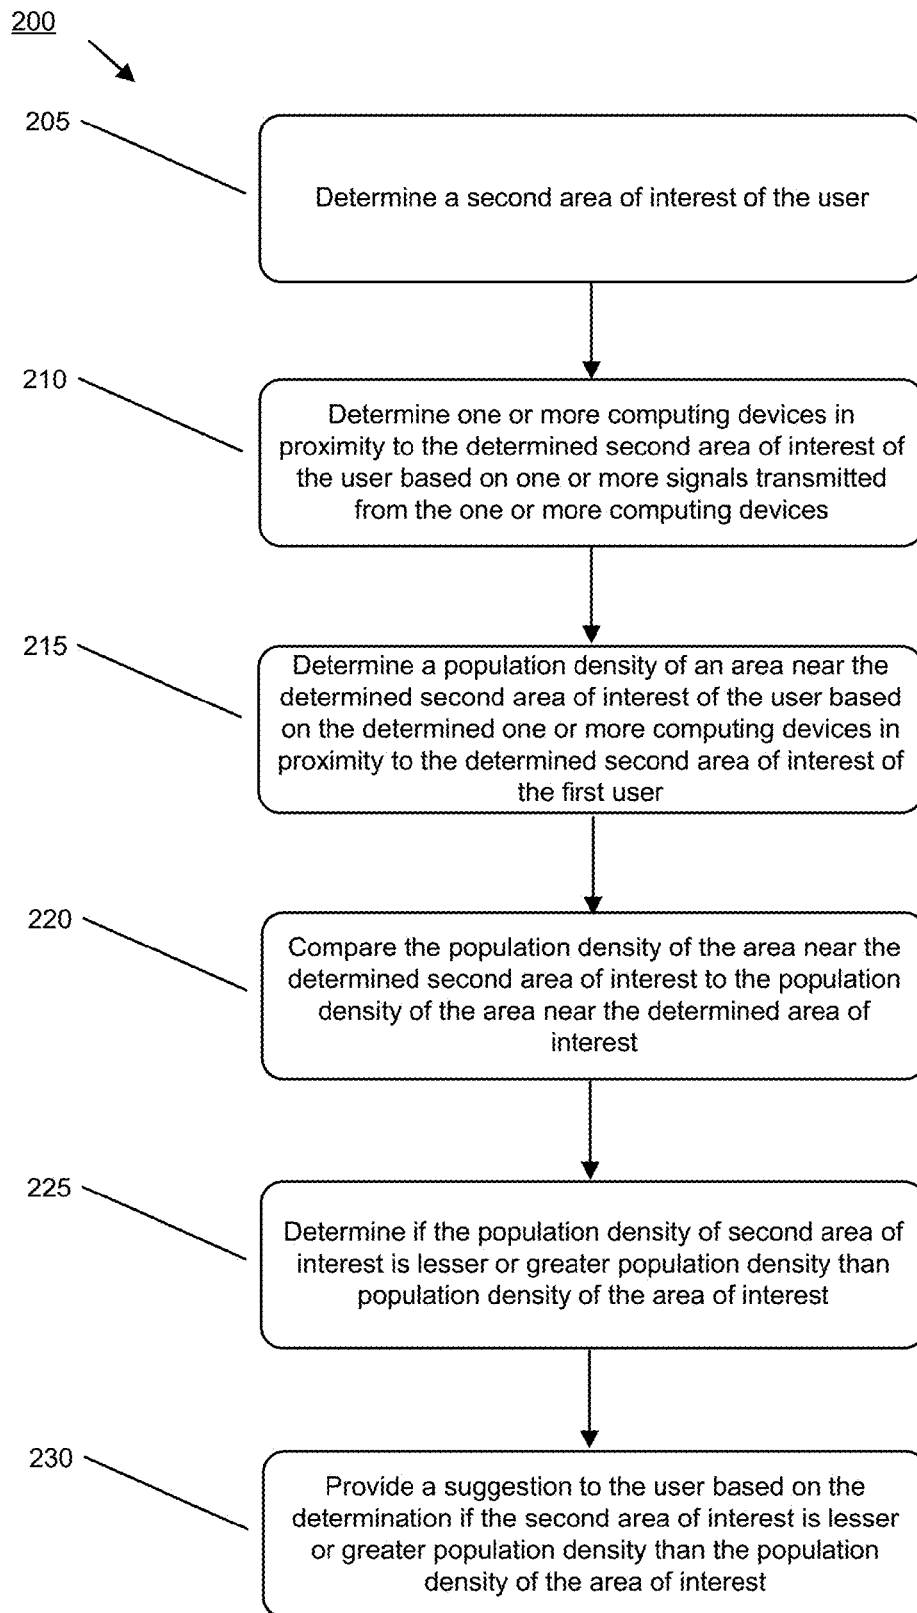 200
205
Determine a second area of interest of the user
210
Determine one or more computing devices in
proximity to the determined second area of interest of
the user based on one or more signals transmitted
from the one or more computing devices
215
Determine a population density of an area near the
determined second area of interest of the user based
on the determined one or more computing devices in
proximity to the determined second area of interest of
the first user
220
Compare the population density of the area near the
determined second area of interest to the population
density of the area near the determined area of
interest
225
Determine if the population density of second area of
interest is lesser or greater population density than
population density of the area of interest
230
Provide a suggestion to the user based on the
determination if the second area of interest is lesser
or greater population density than the population
density of the area of interest